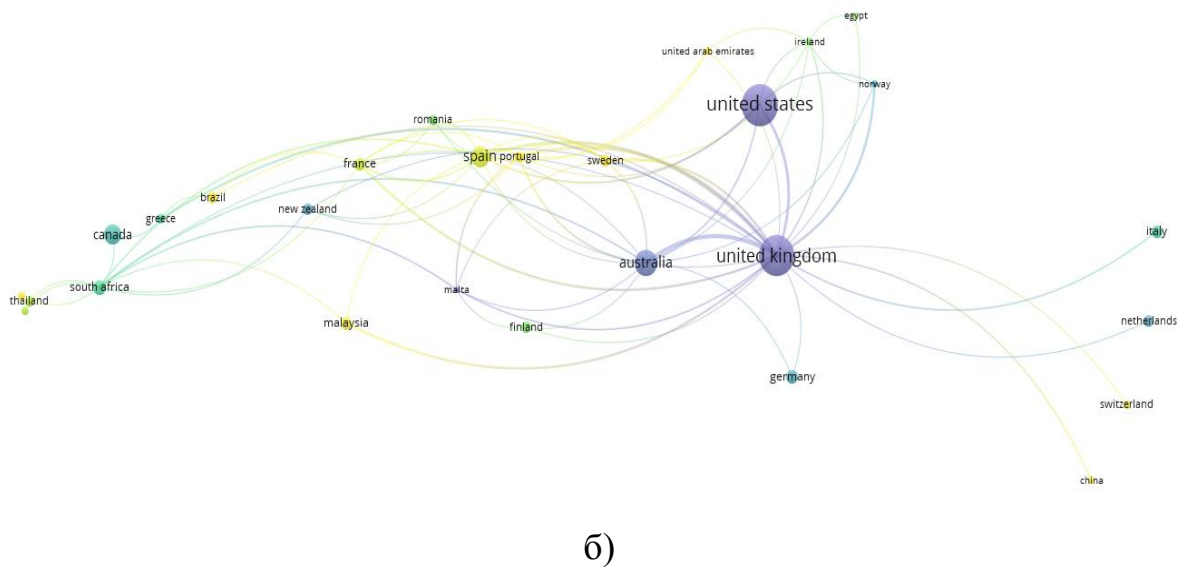 egypt
ireland
united arab emirates
norway
united states
romania
spain
portugal
sweden
france
brazil
new zealand
greece
canada
italy
united kingdom
australia
south africa
malta
thailand
malaysia
finland
netherlands
germany
switzerland
china
б)